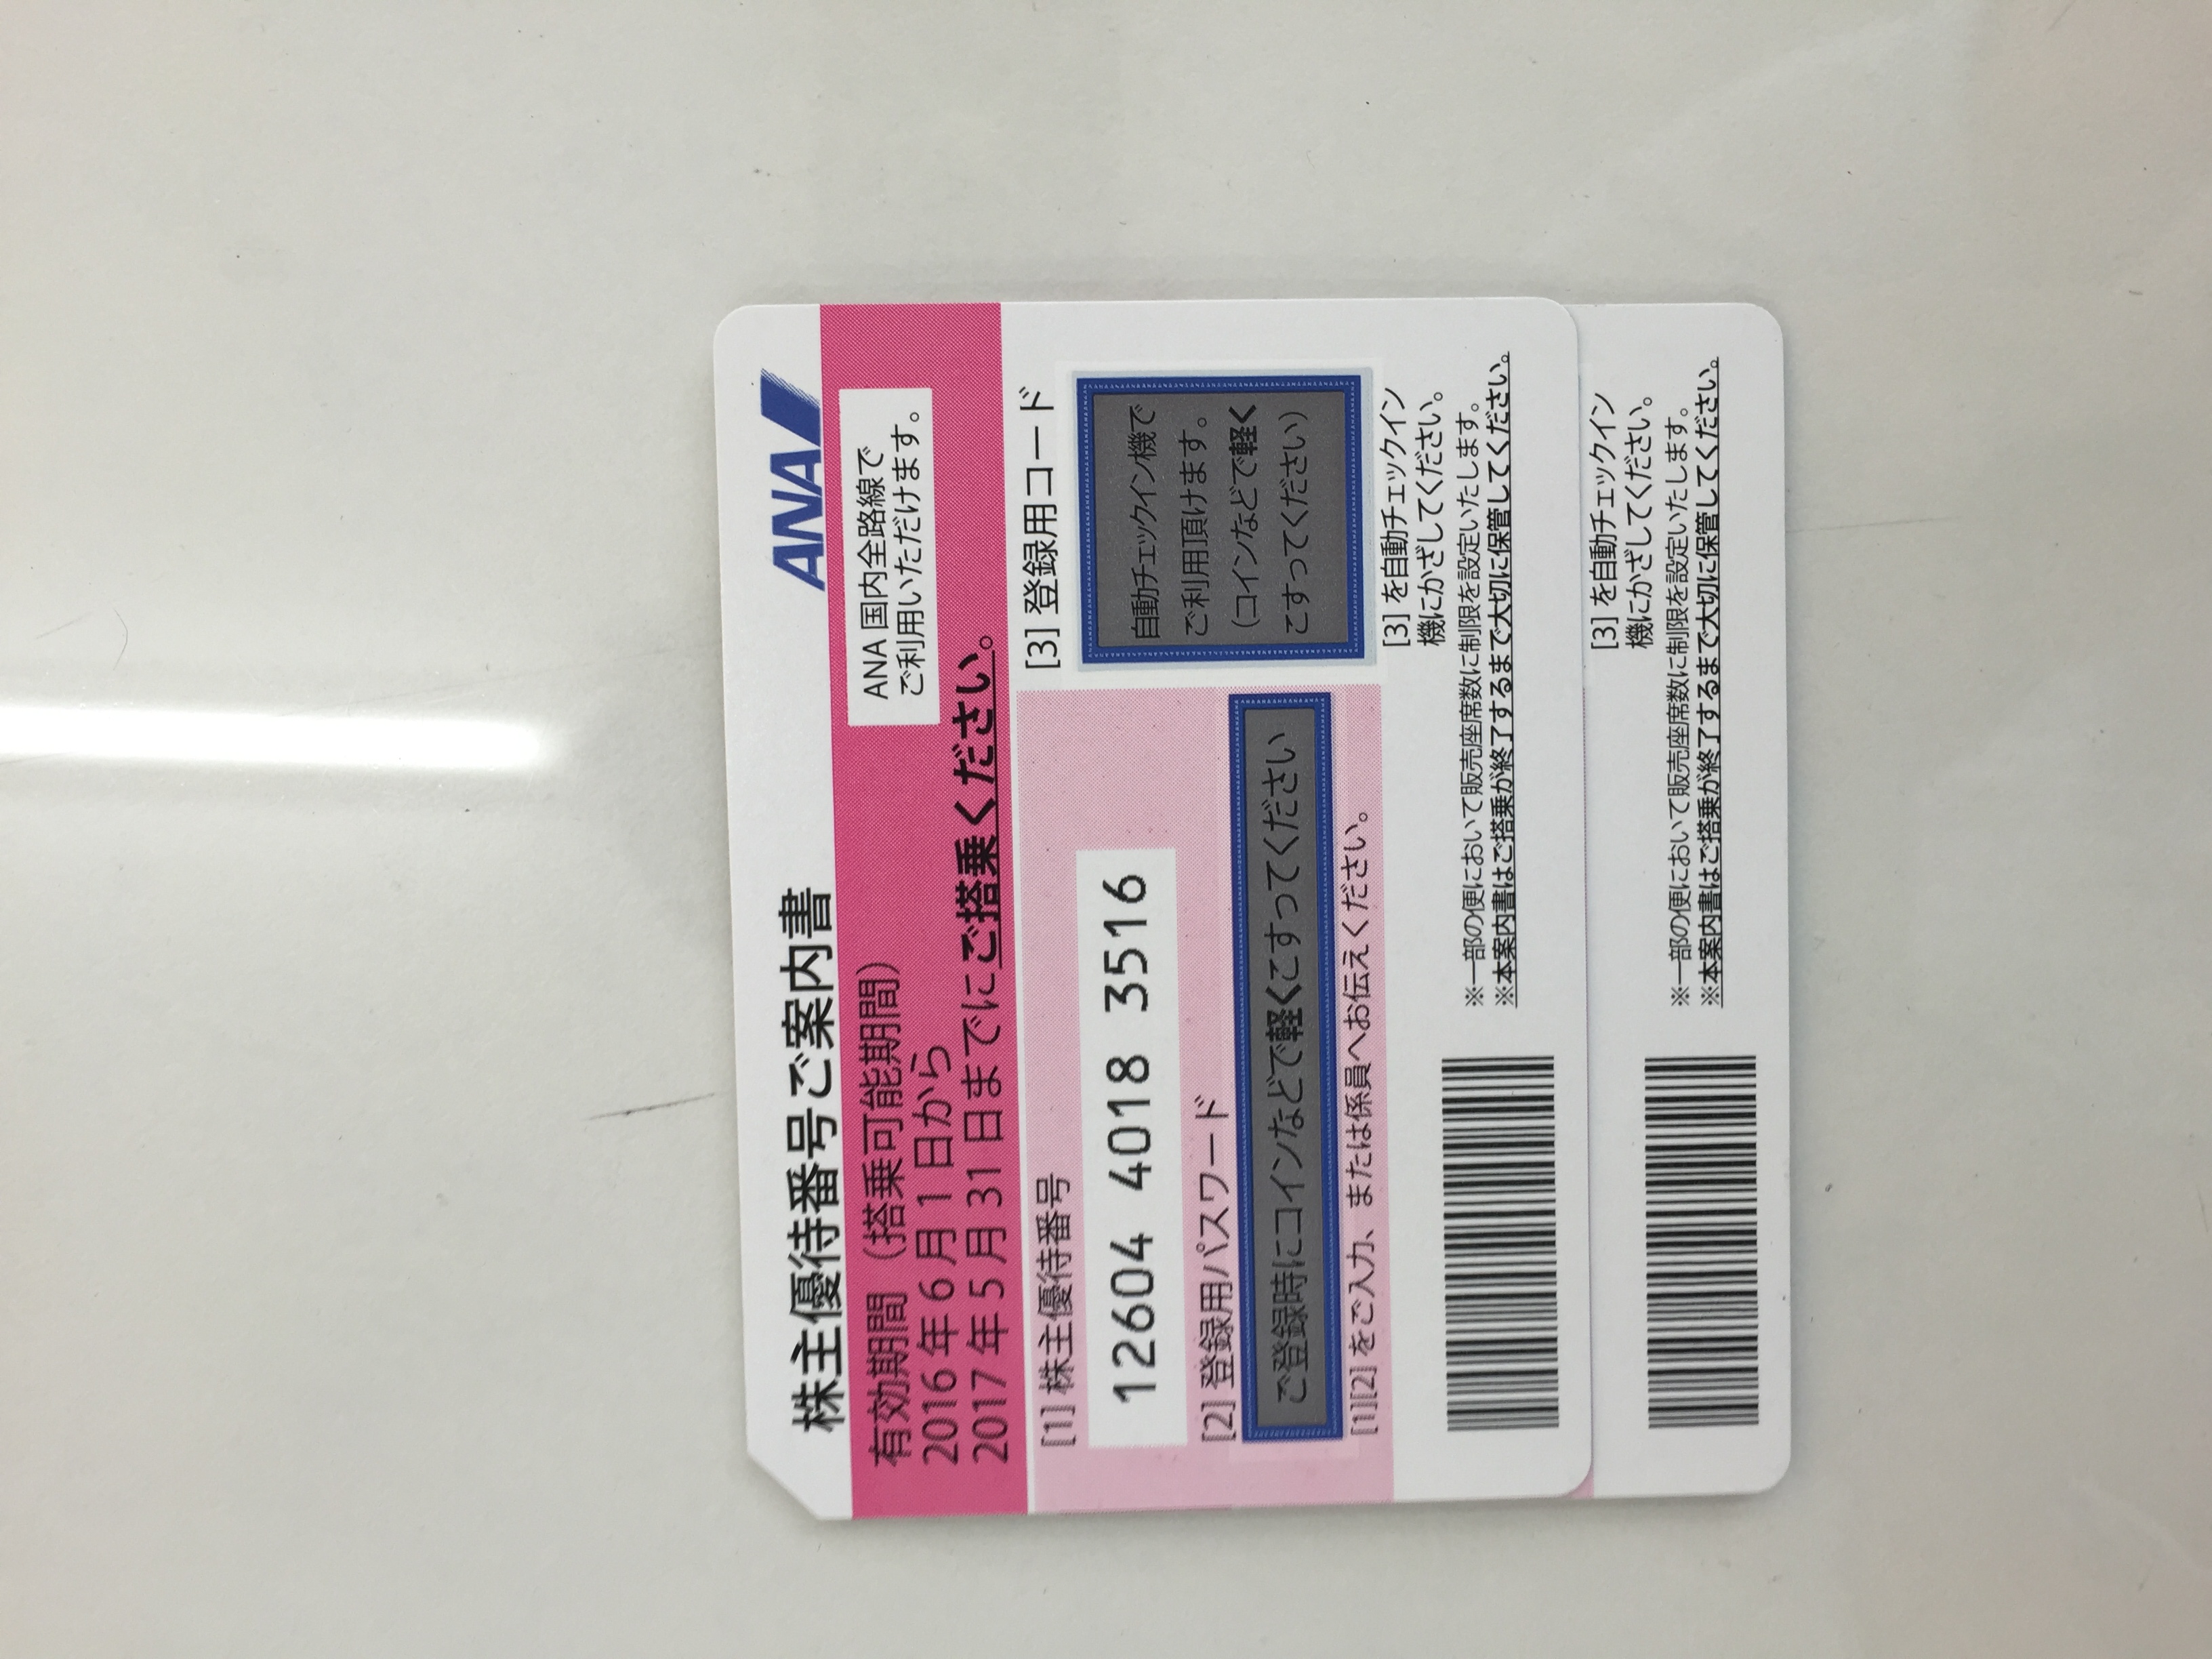 株主優待番号ご案内書
ANA
有効期間（搭乗可能期間）
2016年6月1日から
2017年5月31日までにご搭乗ください。
ANA 国内全路線で
ご利用いただけます。
[1] 株主優待番号
12604 4018 3516
[2] 登録用パスワード
ご登録時にコインなどで軽くこすってください
[1][2] をご入力、または係員へお伝えください。
[3] 登録用コード
自動チェックイン機で
ご利用頂けます。
(コインなどで軽く
こすってください)
[3] を自動チェックイン
機にかざしてください。
※一部の便において販売座席数に制限を設定いたします。
※本案内書はご搭乗が終了するまで大切に保管してください。
[3] を自動チェックイン
機にかざしてください。
※一部の便において販売座席数に制限を設定いたします。
※本案内書はご搭乗が終了するまで大切に保管してください。